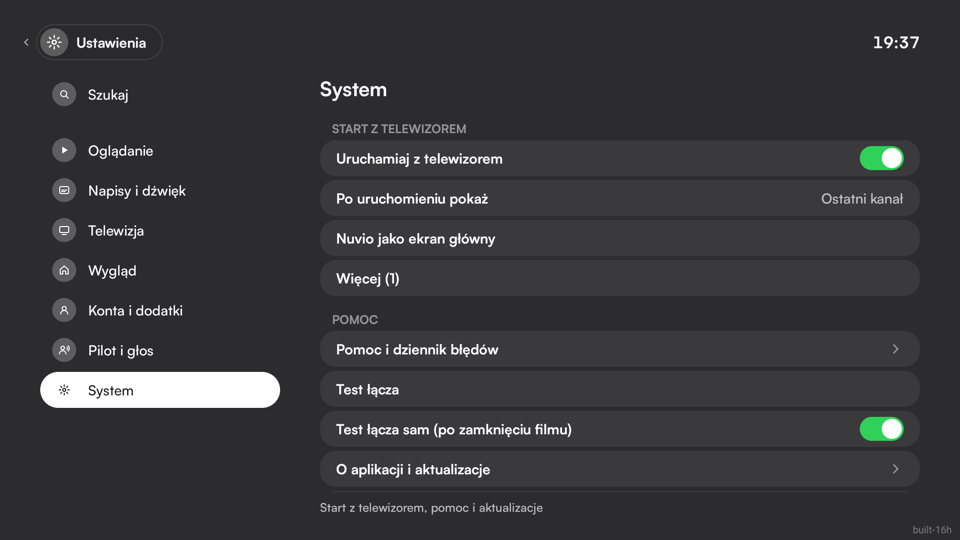 Ustawienia
19:37
Szukaj
Oglądanie
Napisy i dźwięk
Telewizja
Wygląd
Konta i dodatki
Pilot i głos
System
System
START Z TELEWIZOREM
Uruchamiaj z telewizorem
Po uruchomieniu pokaż Ostatni kanał
Nuvio jako ekran główny
Więcej (1)
POMOC
Pomoc i dziennik błędów
Test łącza
Test łącza sam (po zamknięciu filmu)
O aplikacji i aktualizacje
Start z telewizorem, pomoc i aktualizacje
built-16h